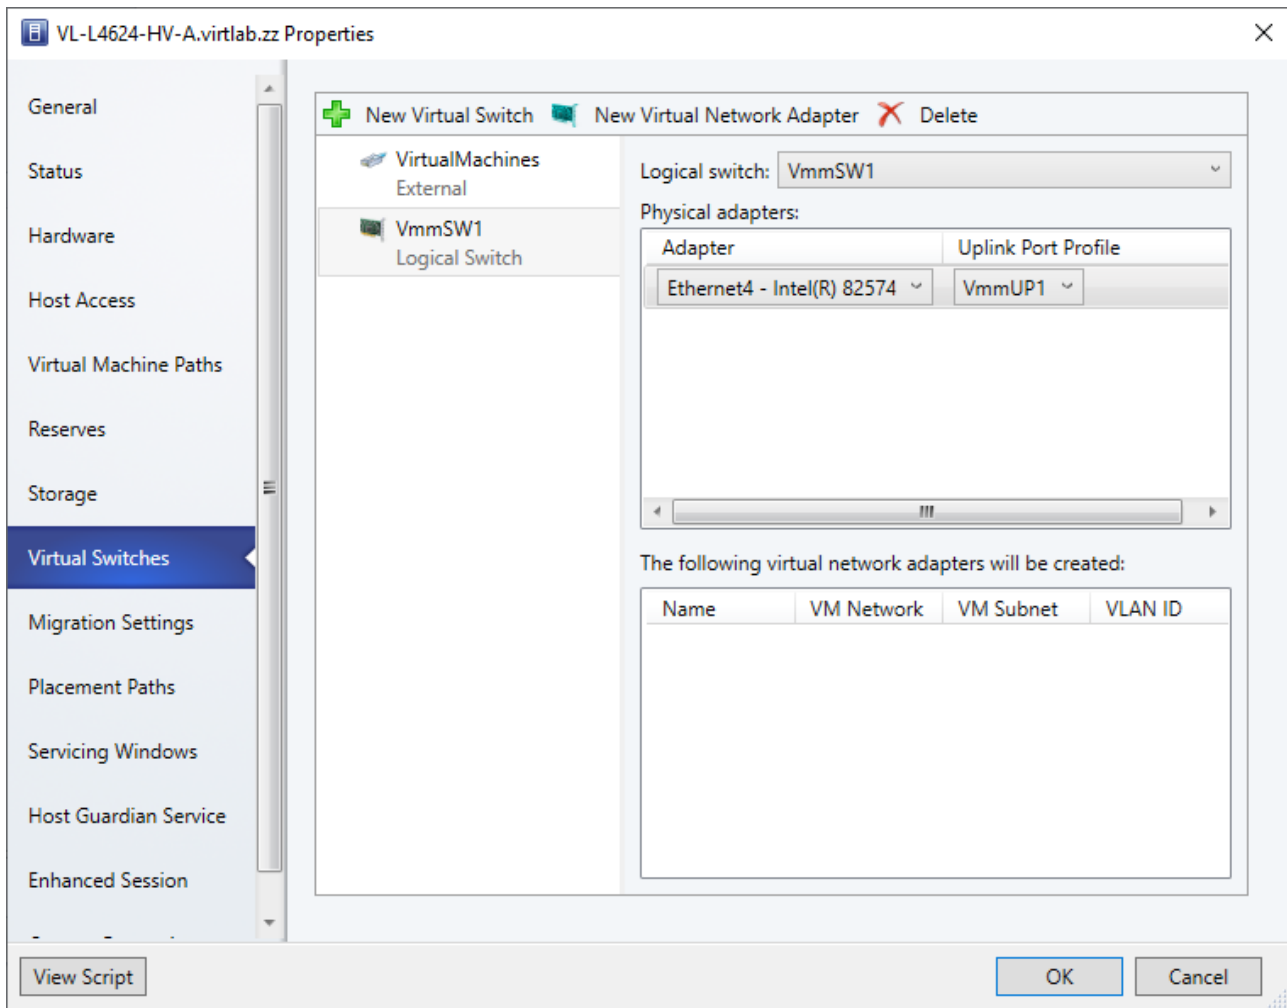 VL-L4624-HV-A.virtlab.zz Properties
General
Status
Hardware
Host Access
Virtual Machine Paths
Reserves
Storage
Virtual Switches
Migration Settings
Placement Paths
Servicing Windows
Host Guardian Service
Enhanced Session
New Virtual Switch New Virtual Network Adapter Delete
VirtualMachines
External
VmmSW1
Logical Switch
Logical switch: VmmSW1
Physical adapters:
Adapter Uplink Port Profile
Ethernet4 - Intel(R) 82574 VmmUP1
The following virtual network adapters will be created:
Name VM Network VM Subnet VLAN ID
View Script OK Cancel